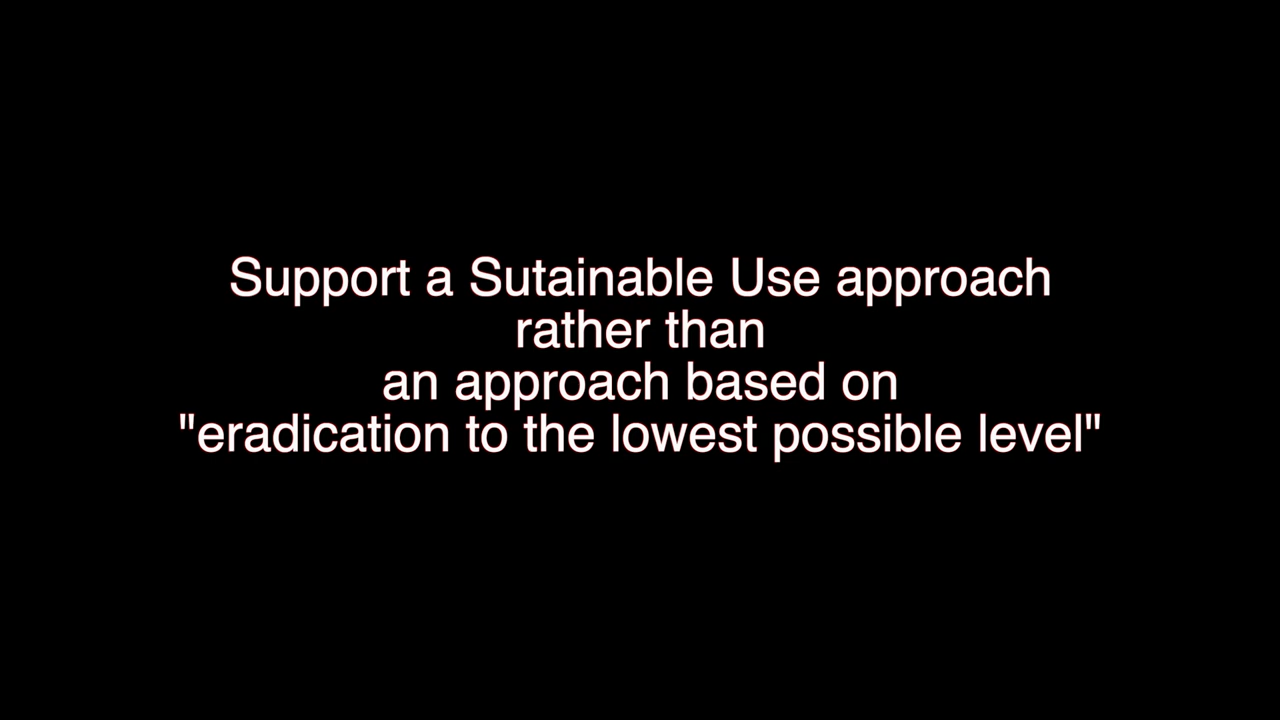 Support a Sutainable Use approach
rather than
an approach based on
"eradication to the lowest possible level"